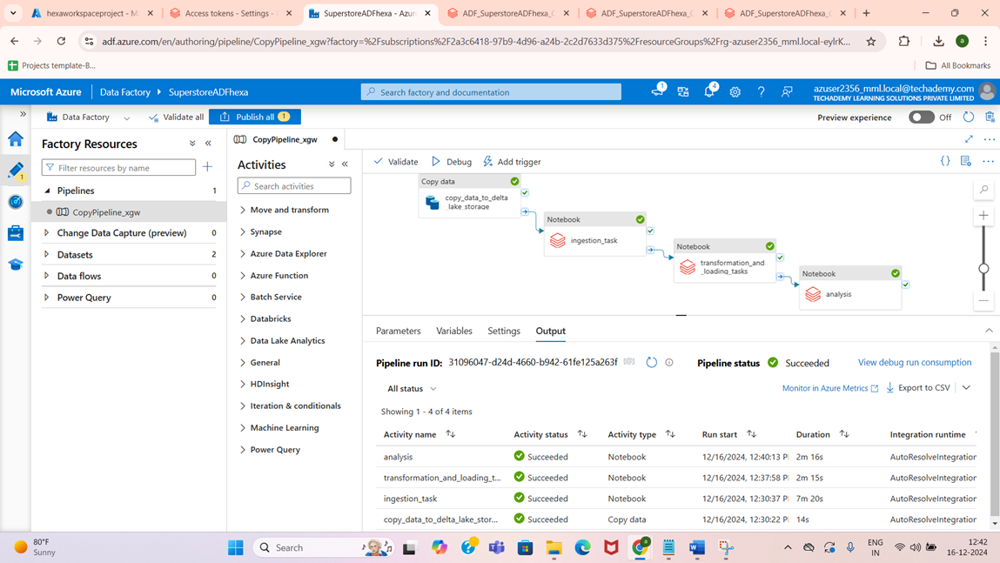 hexaworkspaceproject - M
Access tokens - Settings -
SuperstoreADFhexa - Azur
ADF_SuperstoreADFhexa_C
ADF_SuperstoreADFhexa_C
ADF_SuperstoreADFhexa_C
adf.azure.com/en/authoring/pipeline/CopyPipeline_xgw?factory=%2Fsubscriptions%2F2a3c6418-97b9-4d96-a24b-2c2d7633d375%2FresourceGroups%2Frg-azuser2356_mml.local-eylrK...
a
Projects template-B...
All Bookmarks
Microsoft Azure
Data Factory
SuperstoreADFhexa
Search factory and documentation
1
4
azuser2356_mml.local@techademy.com
TECHADEMY LEARNING SOLUTIONS PRIVATE LIMITED
Data Factory
Validate all
Publish all 1
Preview experience
Off
Factory Resources
CopyPipeline_xgw
Filter resources by name
Pipelines 1
CopyPipeline_xgw
Change Data Capture (preview) 0
Datasets 2
Data flows 0
Power Query 0
1
Activities
Search activities
Move and transform
Synapse
Azure Data Explorer
Azure Function
Batch Service
Databricks
Data Lake Analytics
General
HDInsight
Iteration & conditionals
Machine Learning
Power Query
Validate
Debug
Add trigger
Copy data
copy_data_to_delta
_lake_storage
Notebook
ingestion_task
Notebook
transformation_and
_loading_tasks
Notebook
analysis
Parameters
Variables
Settings
Output
Pipeline run ID: 31096047-d24d-4660-b942-61fe125a263f
Pipeline status Succeeded
View debug run consumption
All status
Monitor in Azure Metrics
Export to CSV
Showing 1 - 4 of 4 items
Activity name Activity status Activity type Run start Duration Integration runtime
analysis Succeeded Notebook 12/16/2024, 12:40:13 P 2m 16s AutoResolveIntegration
transformation_and_loading_t... Succeeded Notebook 12/16/2024, 12:37:58 P 2m 15s AutoResolveIntegration
ingestion_task Succeeded Notebook 12/16/2024, 12:30:37 P 7m 20s AutoResolveIntegration
copy_data_to_delta_lake_stor... Succeeded Copy data 12/16/2024, 12:30:22 P 14s AutoResolveIntegration
80°F
Sunny
Search
ENG
IN
12:42
16-12-2024